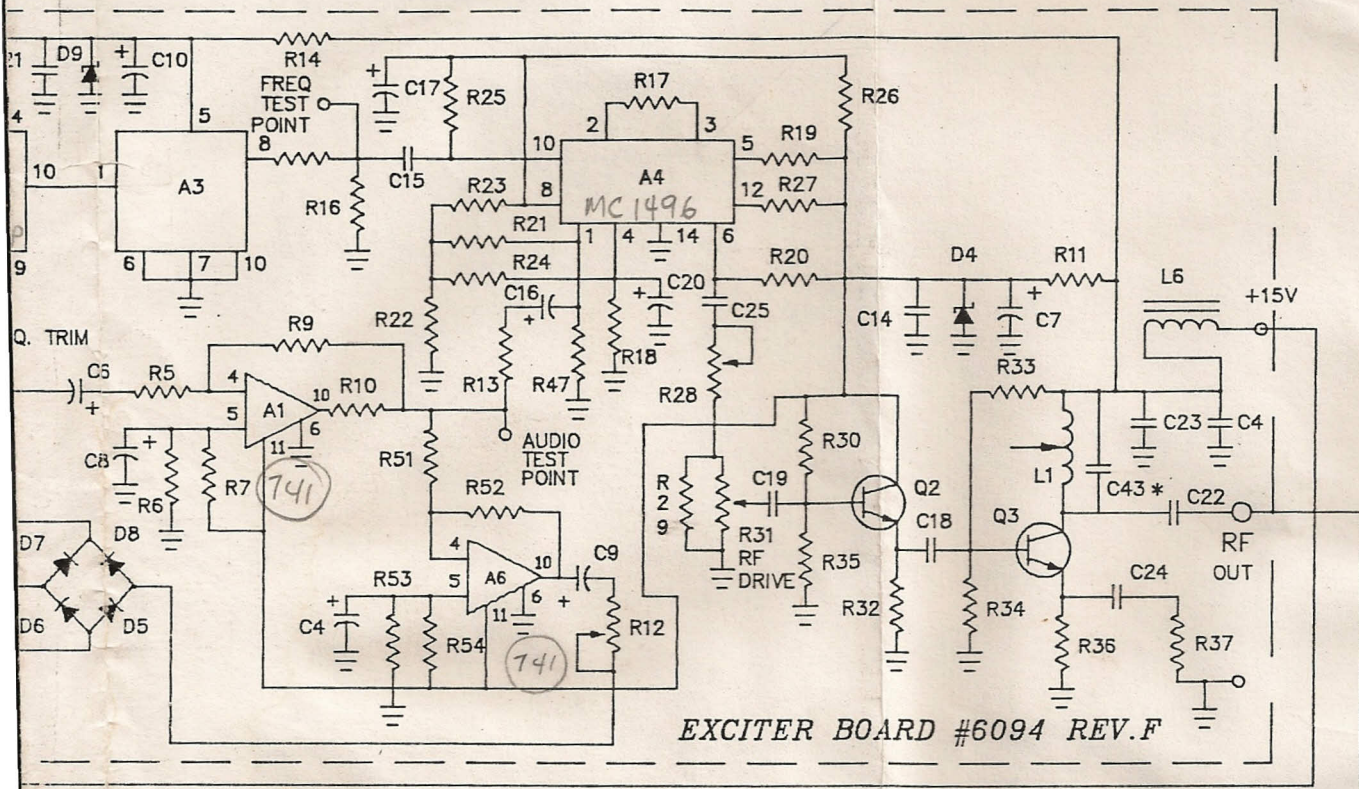 D9
C10
R14
FREQ
TEST
POINT
C17
R25
R17
R26
4
5
2
3
8
10
5
R19
10
1
A3
C15
A4
R23
8
MC1496
12
R27
R16
R21
1
4
14
6
9
6
7
10
R24
R20
D4
R11
L6
C16
+
C20
C25
C14
C7
+15V
Q. TRIM
R9
R22
R13
R47
R18
R28
R33
C6
R5
4
A1
10
R10
5
6
11
AUDIO
TEST
POINT
C8
R6
R7
741
R51
R52
R
2
9
C19
R30
Q2
L1
C23
C4
C43 *
C22
R31
RF
DRIVE
C18
Q3
RF
OUT
D7
D8
4
A6
10
C9
R35
C24
R53
5
6
11
D6
D5
C4
R54
741
R12
R32
R34
R36
R37
EXCITER BOARD #6094 REV.F